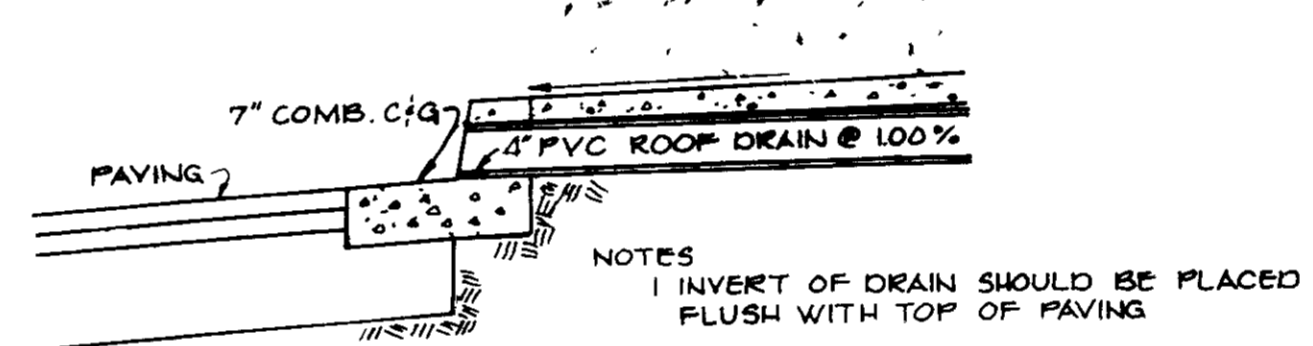 7" COMB. C&G
4" PVC ROOF DRAIN @ 1.00%
PAVING
NOTES
1 INVERT OF DRAIN SHOULD BE PLACED
FLUSH WITH TOP OF PAVING